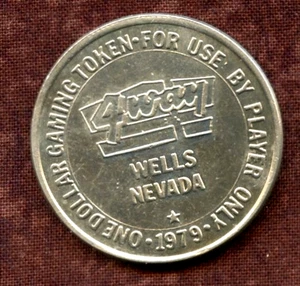 ONE DOLLAR GAMING TOKEN·FOR USE BY PLAYER ONLY·
4way
WELLS
NEVADA
·1979·